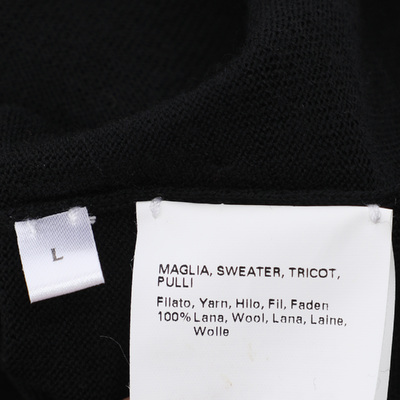 L
MAGLIA, SWEATER, TRICOT,
PULLI
Filato, Yarn, Hilo, Fil, Faden
100% Lana, Wool, Lana, Laine,
Wolle